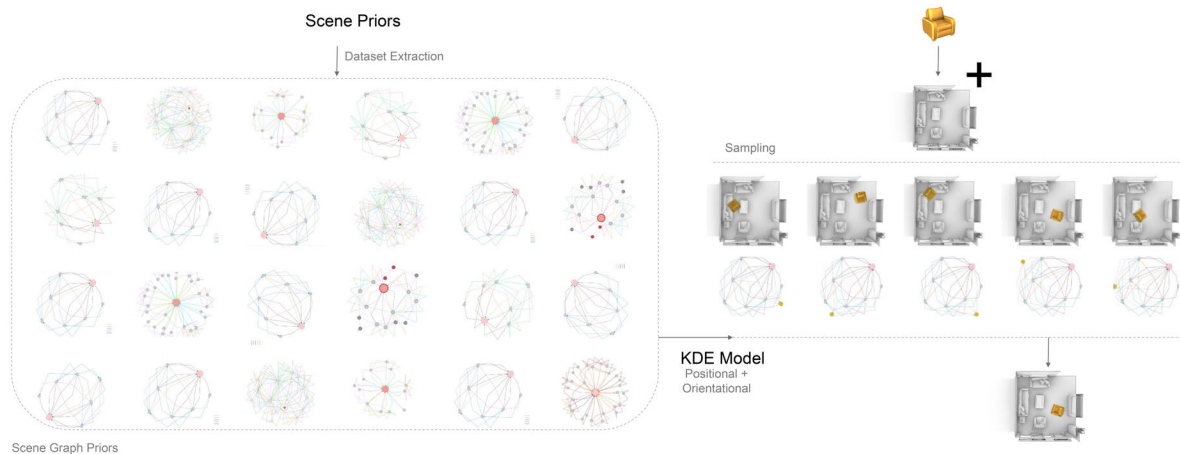 Scene Priors
Dataset Extraction
Sampling
KDE Model
Positional +
Orientational
Scene Graph Priors